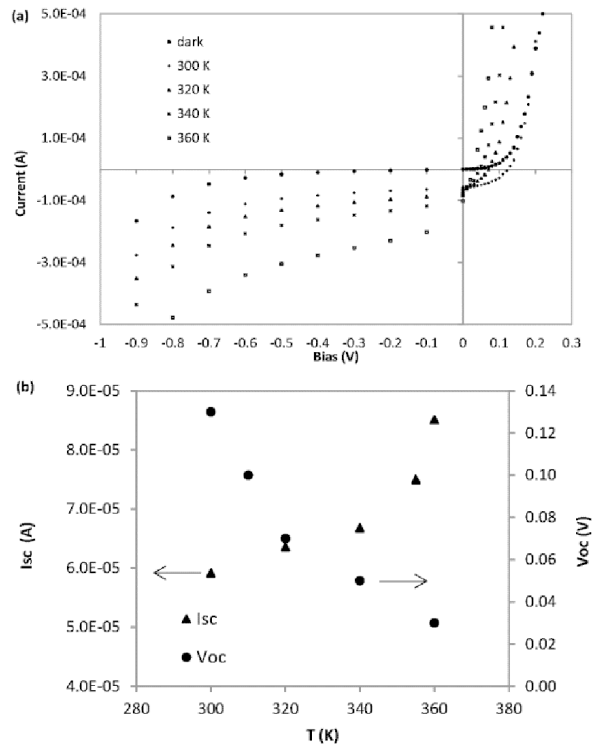 (a)
5.0E-04
3.0E-04
1.0E-04
-1.0E-04
-3.0E-04
-5.0E-04
Current (A)
dark
300 K
320 K
340 K
360 K
-1 -0.9 -0.8 -0.7 -0.6 -0.5 -0.4 -0.3 -0.2 -0.1 0 0.1 0.2 0.3
Bias (V)
(b)
9.0E-05
8.0E-05
7.0E-05
6.0E-05
5.0E-05
4.0E-05
Isc (A)
0.14
0.12
0.10
0.08
0.06
0.04
0.02
0.00
Voc (V)
Isc
Voc
280 300 320 340 360 380
T (K)